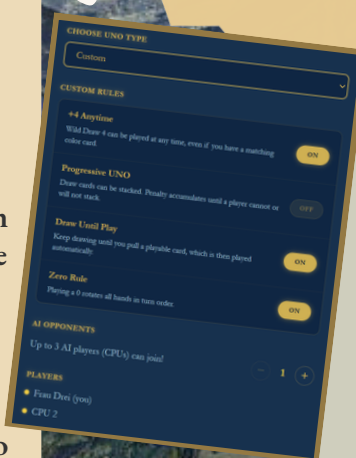 CHOOSE UNO TYPE
Custom
CUSTOM RULES
+4 Anytime
Wild Draw 4 can be played at any time, even if you have a matching
color card.
ON
Progressive UNO
Draw cards can be stacked. Penalty accumulates until a player cannot or
will not stack.
OFF
Draw Until Play
Keep drawing until you pull a playable card, which is then played
automatically.
ON
Zero Rule
Playing a 0 rotates all hands in turn order.
ON
AI OPPONENTS
Up to 3 AI players (CPUs) can join!
− 1 +
PLAYERS
Frau Drei (you)
CPU 2